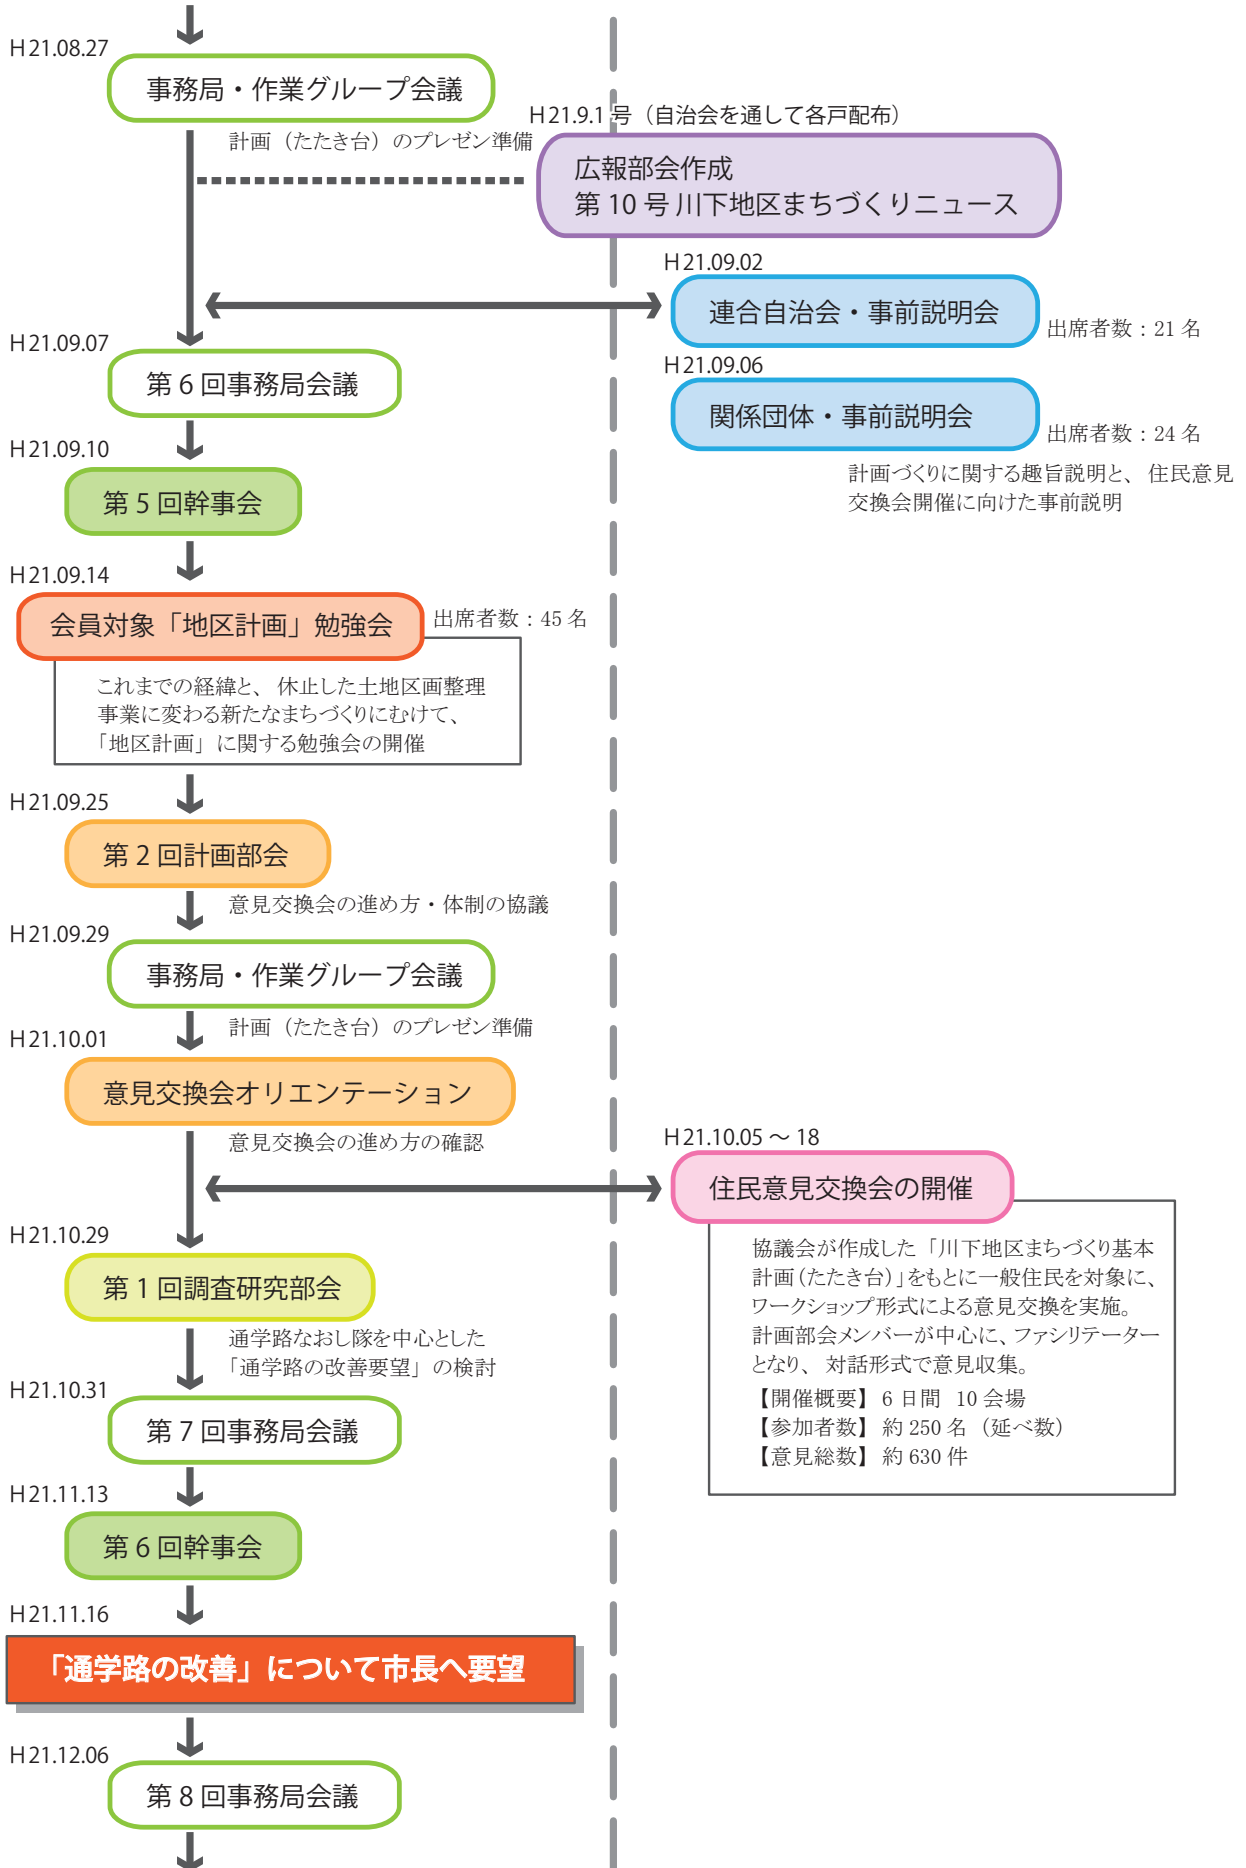 H21.08.27
事務局・作業グループ会議
計画（たたき台）のプレゼン準備
H21.9.1号（自治会を通して各戸配布）
広報部会作成
第10号 川下地区まちづくりニュース
H21.09.02
連合自治会・事前説明会
出席者数：21名
H21.09.07
第6回事務局会議
H21.09.06
関係団体・事前説明会
出席者数：24名
計画づくりに関する趣旨説明と、住民意見
交換会開催に向けた事前説明
H21.09.10
第5回幹事会
H21.09.14
会員対象「地区計画」勉強会
出席者数：45名
これまでの経緯と、休止した土地区画整理
事業に変わる新たなまちづくりにむけて、
「地区計画」に関する勉強会の開催
H21.09.25
第2回計画部会
意見交換会の進め方・体制の協議
H21.09.29
事務局・作業グループ会議
計画（たたき台）のプレゼン準備
H21.10.01
意見交換会オリエンテーション
意見交換会の進め方の確認
H21.10.05～18
住民意見交換会の開催
協議会が作成した「川下地区まちづくり基本
計画（たたき台）」をもとに一般住民を対象に、
ワークショップ形式による意見交換を実施。
計画部会メンバーが中心に、ファシリテーター
となり、対話形式で意見収集。
【開催概要】6日間 10会場
【参加者数】約250名（延べ数）
【意見総数】約630件
H21.10.29
第1回調査研究部会
通学路なおし隊を中心とした
「通学路の改善要望」の検討
H21.10.31
第7回事務局会議
H21.11.13
第6回幹事会
H21.11.16
「通学路の改善」について市長へ要望
H21.12.06
第8回事務局会議